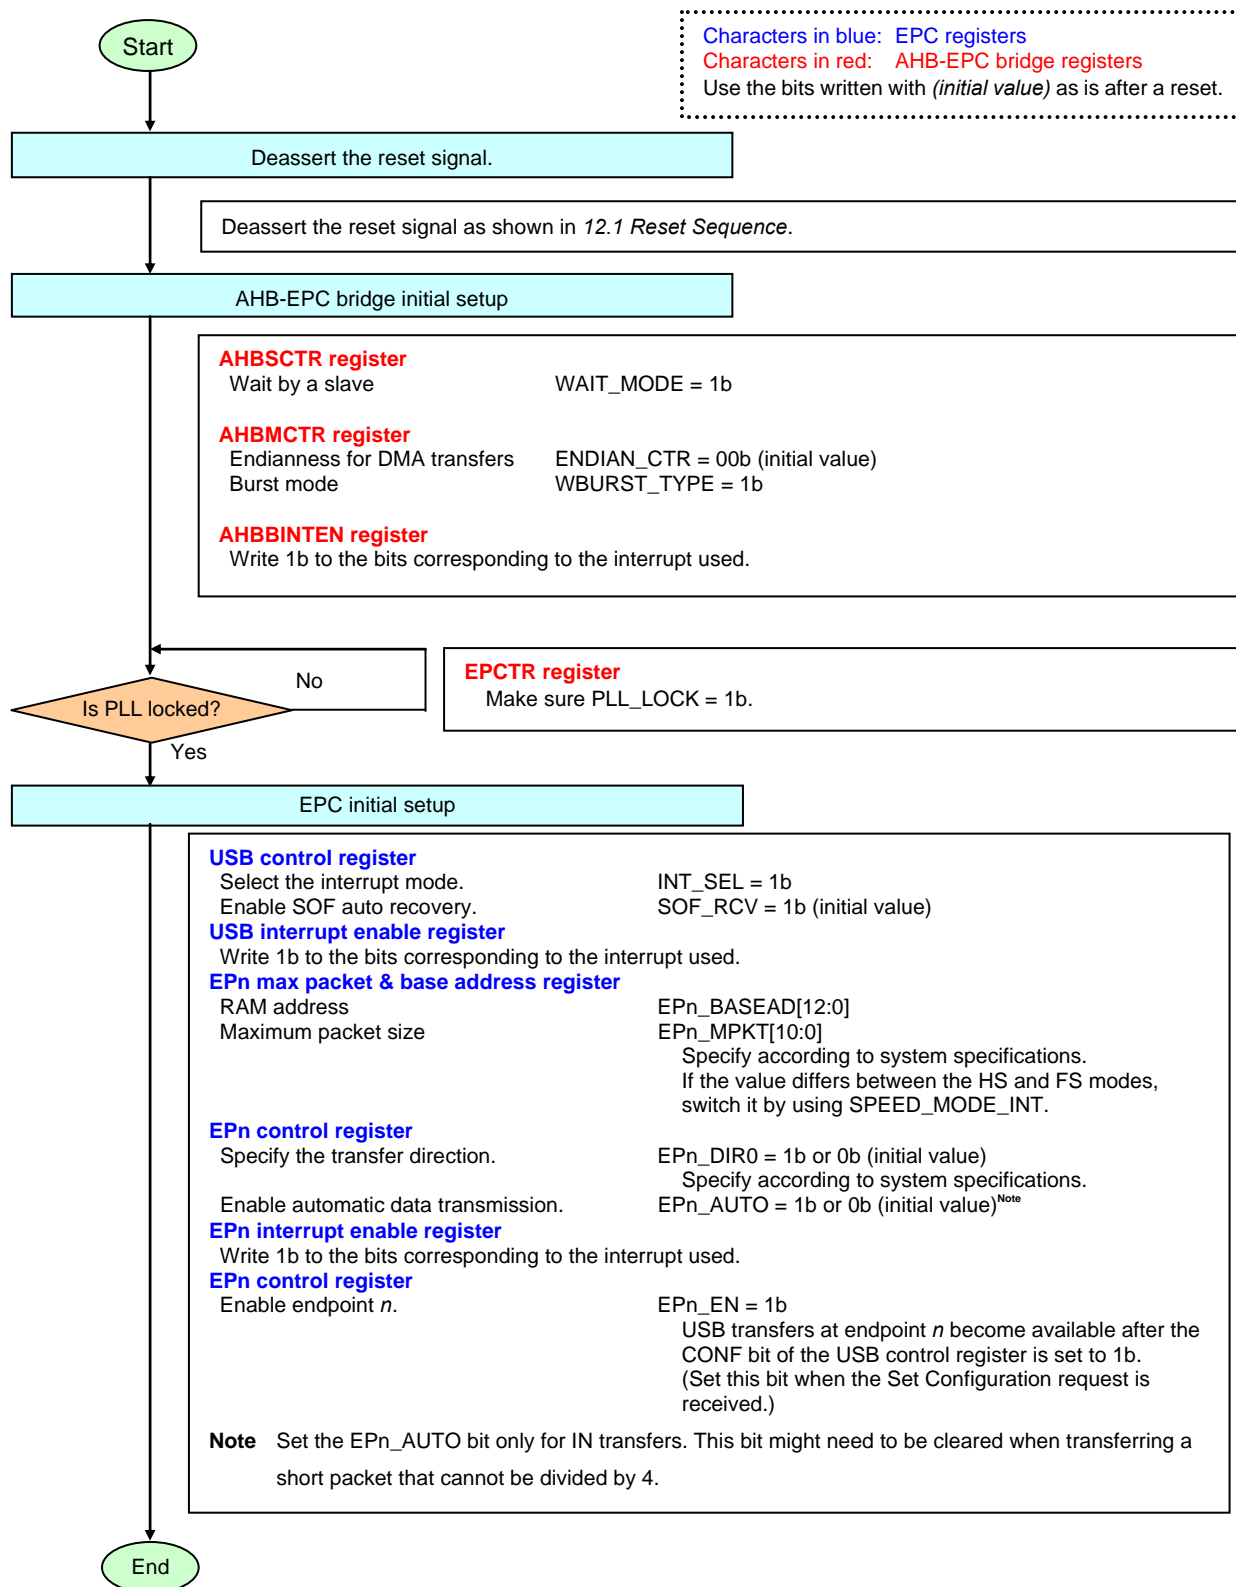 Start
Characters in blue: EPC registers
Characters in red: AHB-EPC bridge registers
Use the bits written with (initial value) as is after a reset.
Deassert the reset signal.
Deassert the reset signal as shown in 12.1 Reset Sequence.
AHB-EPC bridge initial setup
AHBSCTR register
Wait by a slave WAIT_MODE = 1b
AHBMCTR register
Endianness for DMA transfers ENDIAN_CTR = 00b (initial value)
Burst mode WBURST_TYPE = 1b
AHBBINTEN register
Write 1b to the bits corresponding to the interrupt used.
No
EPCTR register
Make sure PLL_LOCK = 1b.
Is PLL locked?
Yes
EPC initial setup
USB control register
Select the interrupt mode. INT_SEL = 1b
Enable SOF auto recovery. SOF_RCV = 1b (initial value)
USB interrupt enable register
Write 1b to the bits corresponding to the interrupt used.
EPn max packet & base address register
RAM address EPn_BASEAD[12:0]
Maximum packet size EPn_MPKT[10:0]
Specify according to system specifications.
If the value differs between the HS and FS modes,
switch it by using SPEED_MODE_INT.
EPn control register
Specify the transfer direction. EPn_DIR0 = 1b or 0b (initial value)
Specify according to system specifications.
Enable automatic data transmission. EPn_AUTO = 1b or 0b (initial value)Note
EPn interrupt enable register
Write 1b to the bits corresponding to the interrupt used.
EPn control register
Enable endpoint n. EPn_EN = 1b
USB transfers at endpoint n become available after the
CONF bit of the USB control register is set to 1b.
(Set this bit when the Set Configuration request is
received.)
Note Set the EPn_AUTO bit only for IN transfers. This bit might need to be cleared when transferring a
short packet that cannot be divided by 4.
End